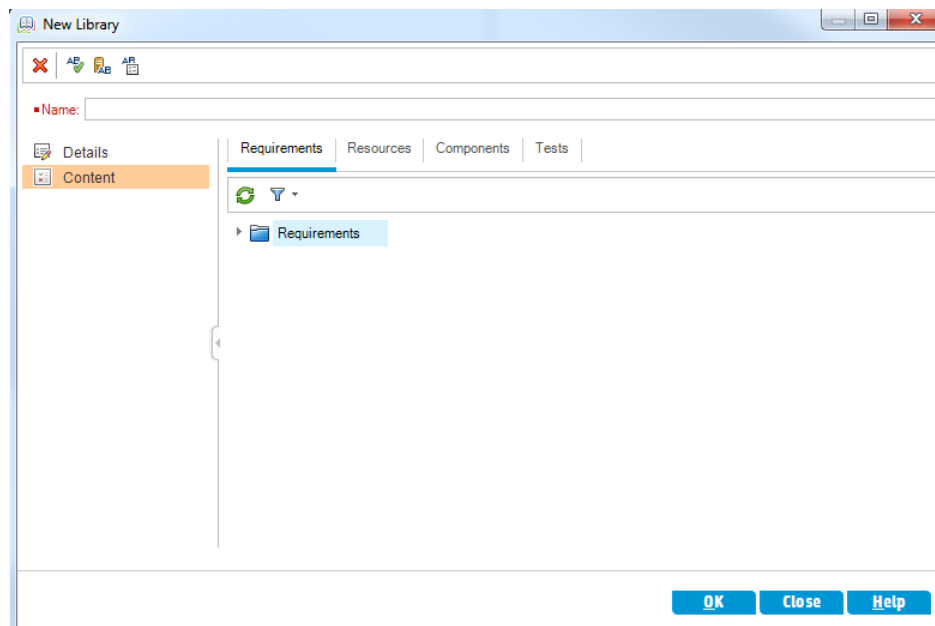 New Library
Name:
Details
Content
Requirements Resources Components Tests
Requirements
OK Close Help